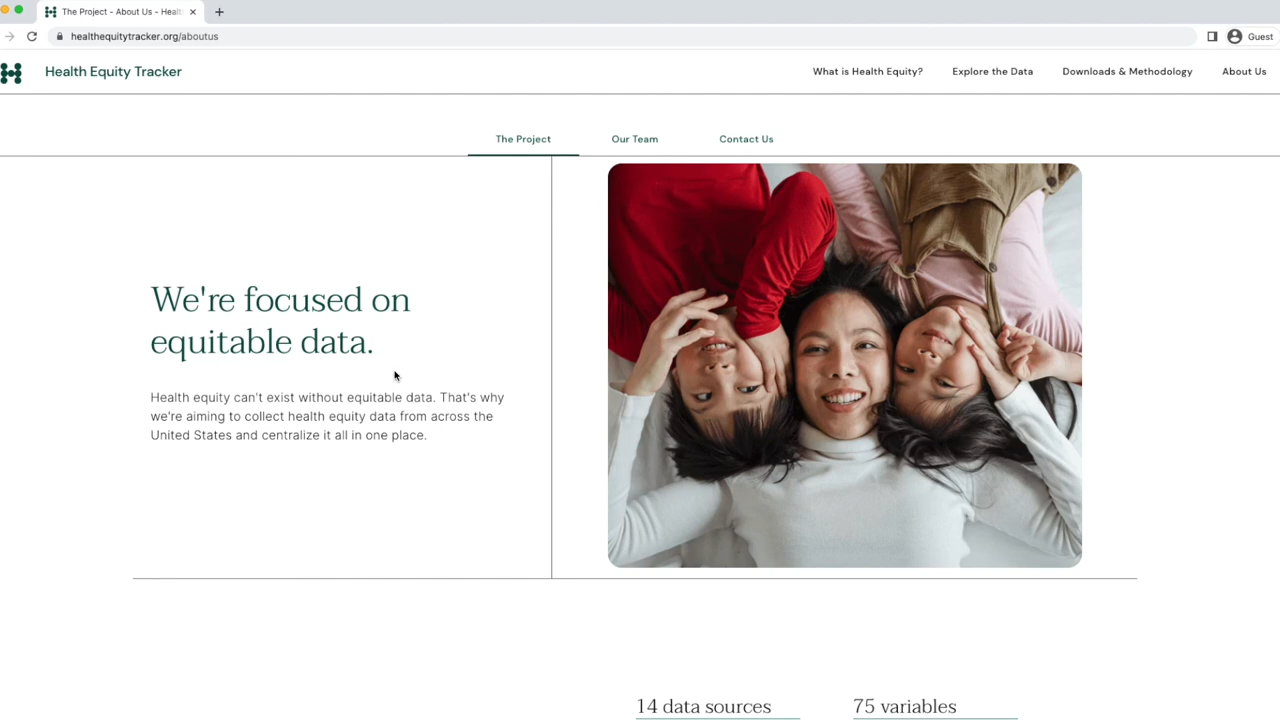 The Project - About Us - Healt
healthequitytracker.org/aboutus
Guest
Health Equity Tracker
What is Health Equity?
Explore the Data
Downloads & Methodology
About Us
The Project
Our Team
Contact Us
We're focused on
equitable data.
Health equity can't exist without equitable data. That's why
we're aiming to collect health equity data from across the
United States and centralize it all in one place.
14 data sources
75 variables